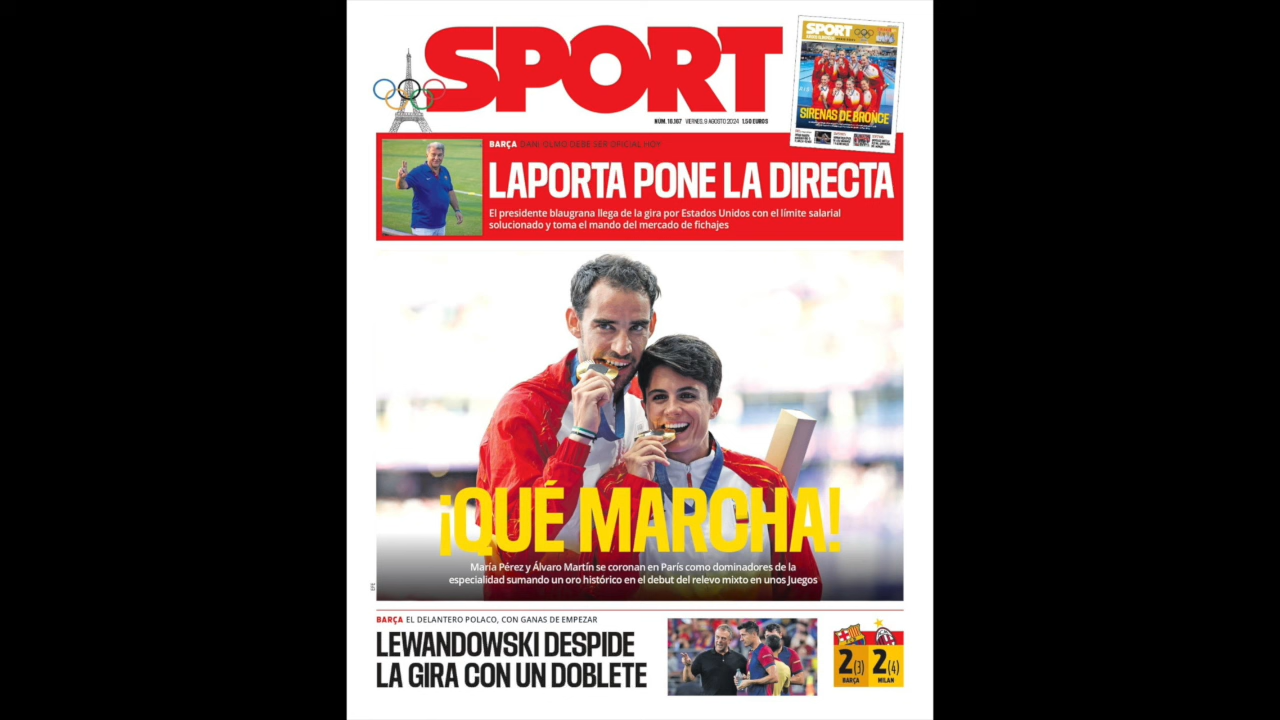 SPORT
NÚM. 16.167 VIERNES, 9 AGOSTO 2024 1,50 EUROS
SPORT
SIRENAS DE BRONCE
BARÇA DANI OLMO DEBE SER OFICIAL HOY
LAPORTA PONE LA DIRECTA
El presidente blaugrana llega de la gira por Estados Unidos con el límite salarial
solucionado y toma el mando del mercado de fichajes
¡QUÉ MARCHA!
María Pérez y Álvaro Martín se coronan en París como dominadores de la
especialidad sumando un oro histórico en el debut del relevo mixto en unos Juegos
EFE
BARÇA EL DELANTERO POLACO, CON GANAS DE EMPEZAR
LEWANDOWSKI DESPIDE
LA GIRA CON UN DOBLETE
2(3) 2(4)
BARÇA MILAN